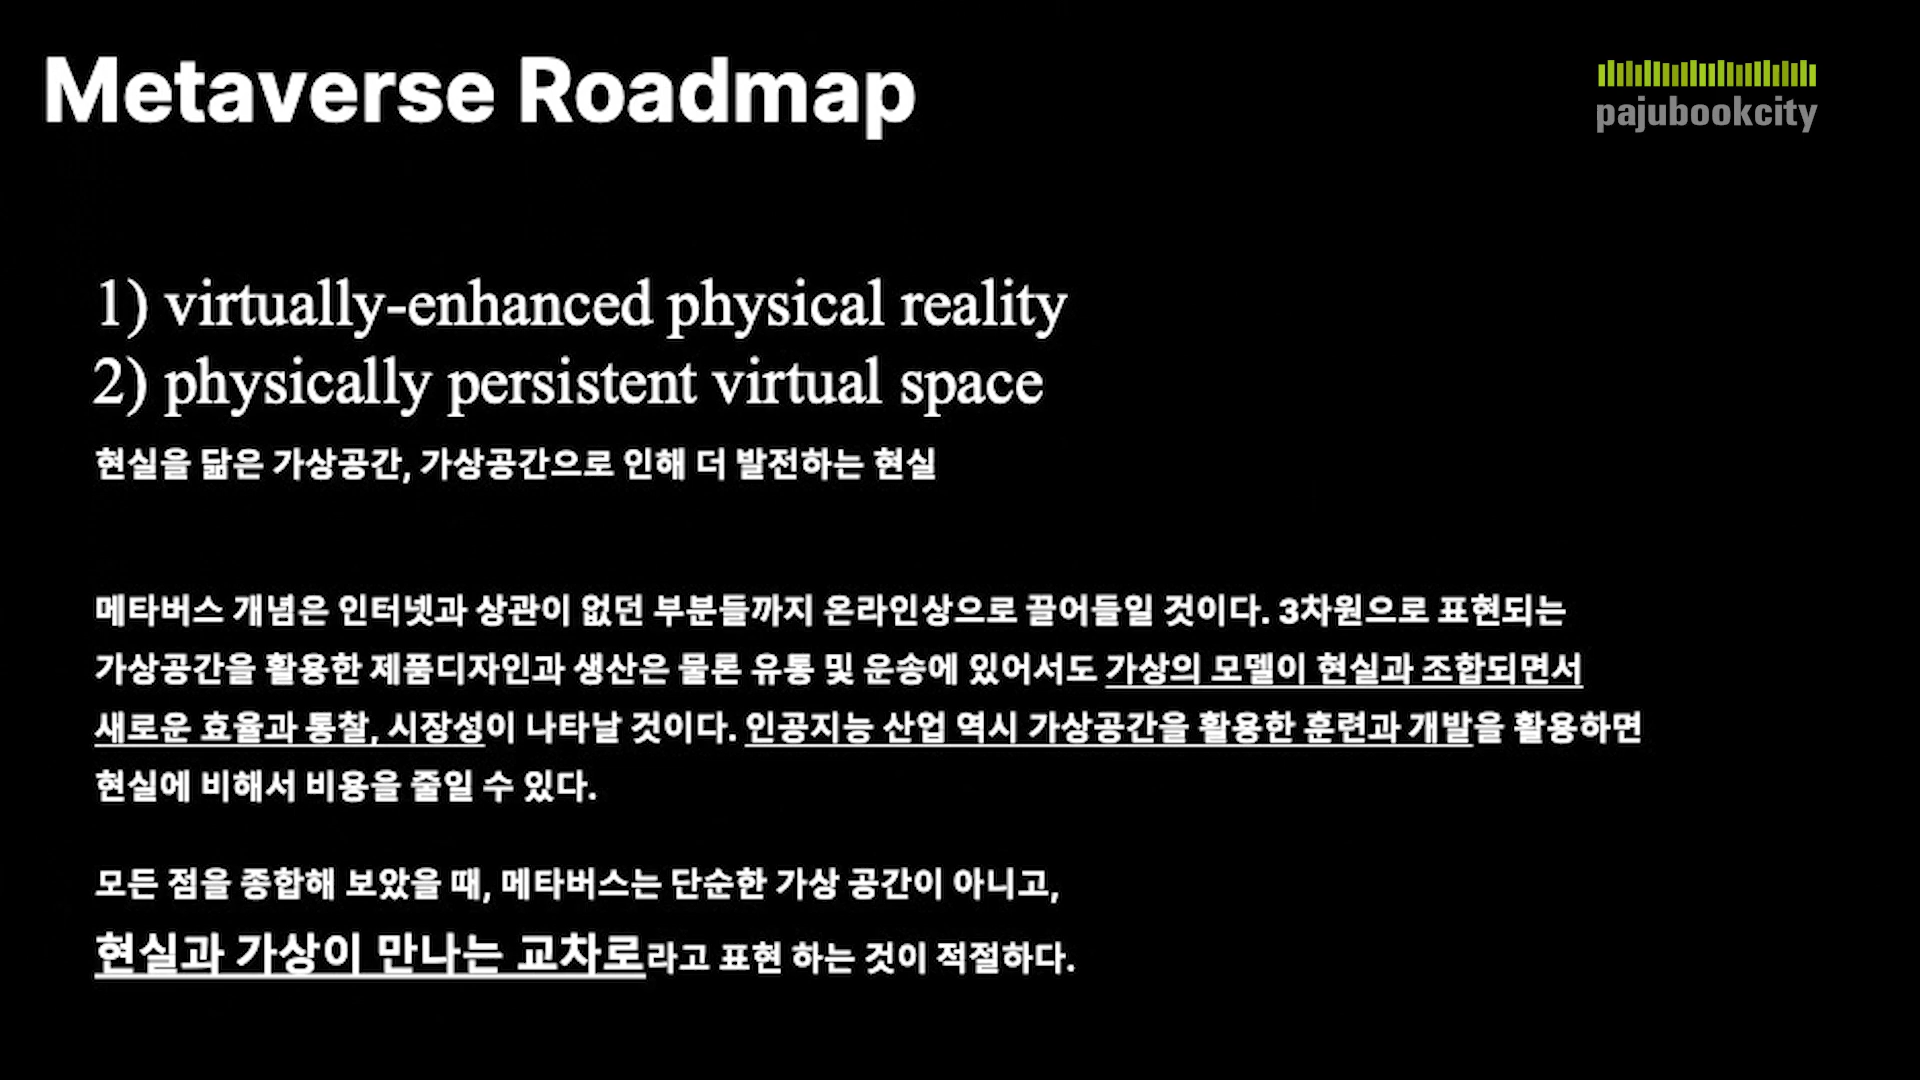 Metaverse Roadmap
pajubookcity
1) virtually-enhanced physical reality
2) physically persistent virtual space
현실을 닮은 가상공간, 가상공간으로 인해 더 발전하는 현실
메타버스 개념은 인터넷과 상관이 없던 부분들까지 온라인상으로 끌어들일 것이다. 3차원으로 표현되는
가상공간을 활용한 제품디자인과 생산은 물론 유통 및 운송에 있어서도 가상의 모델이 현실과 조합되면서
새로운 효율과 통찰, 시장성이 나타날 것이다. 인공지능 산업 역시 가상공간을 활용한 훈련과 개발을 활용하면
현실에 비해서 비용을 줄일 수 있다.
모든 점을 종합해 보았을 때, 메타버스는 단순한 가상 공간이 아니고,
현실과 가상이 만나는 교차로라고 표현 하는 것이 적절하다.